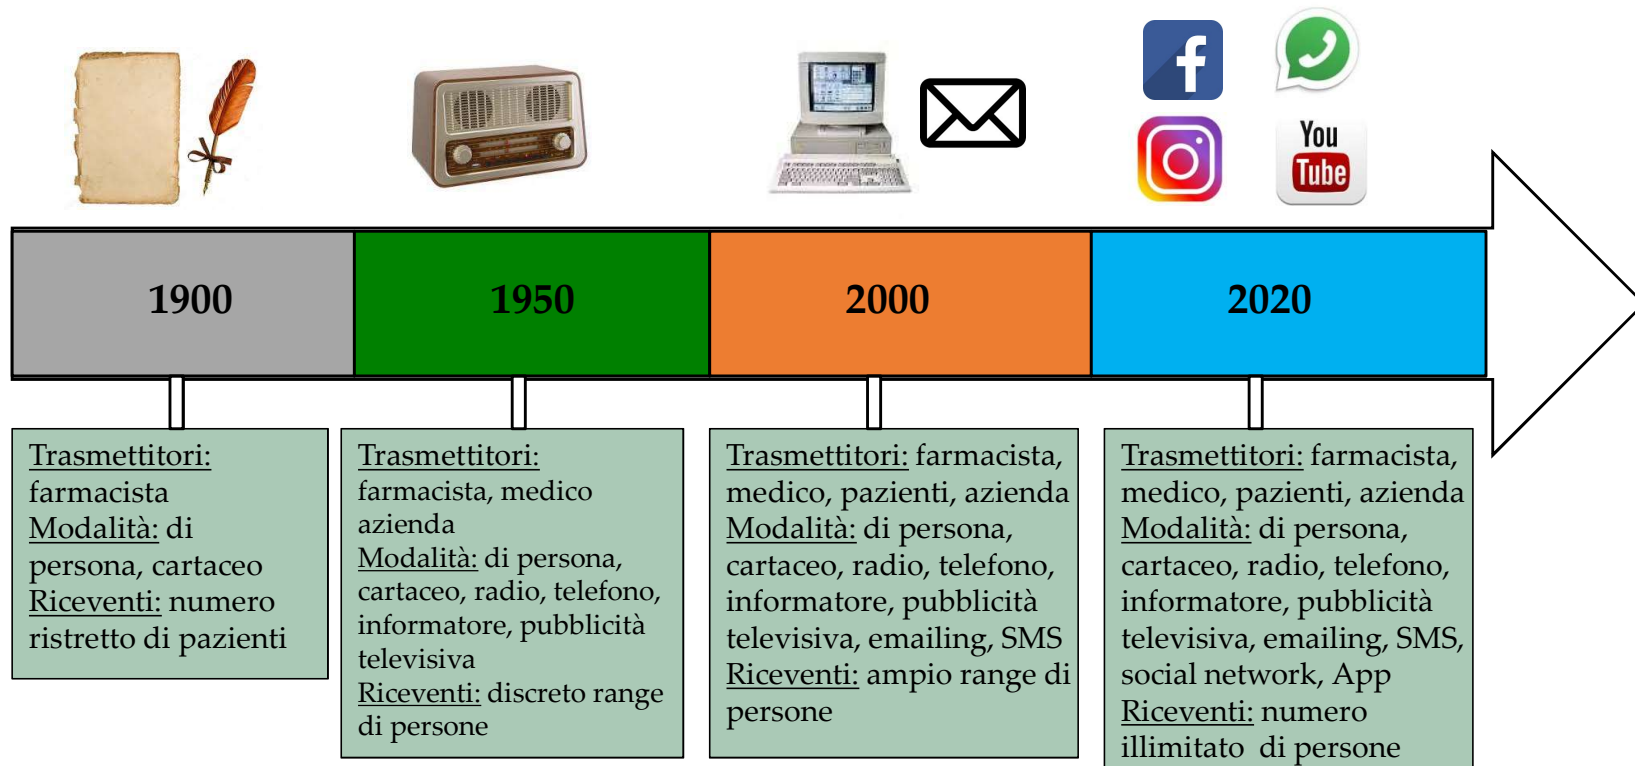 You
Tube
1900
1950
2000
2020
Trasmettitori:
farmacista
Modalità: di
persona, cartaceo
Riceventi: numero
ristretto di pazienti
Trasmettitori:
farmacista, medico
azienda
Modalità: di persona,
cartaceo, radio, telefono,
informatore, pubblicità
televisiva
Riceventi: discreto range
di persone
Trasmettitori: farmacista,
medico, pazienti, azienda
Modalità: di persona,
cartaceo, radio, telefono,
informatore, pubblicità
televisiva, emailing, SMS
Riceventi: ampio range di
persone
Trasmettitori: farmacista,
medico, pazienti, azienda
Modalità: di persona,
cartaceo, radio, telefono,
informatore, pubblicità
televisiva, emailing, SMS,
social network, App
Riceventi: numero
illimitato di persone